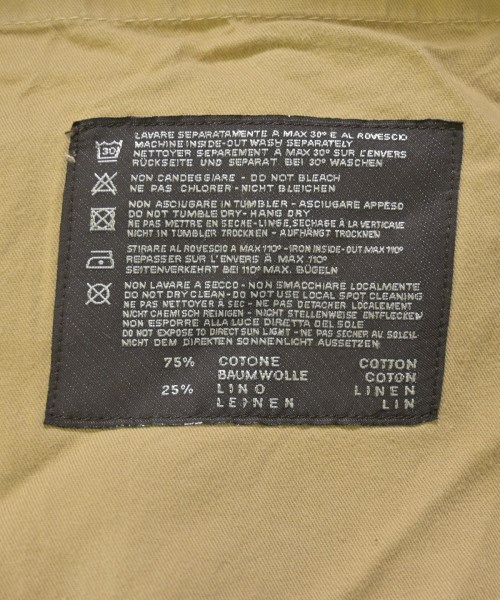 LAVARE SEPARATAMENTE A MAX 30° E AL ROVESCIO
MACHINE INSIDE-OUT WASH SEPARATELY
30
NETTOYER SEPAREMENT A MAX 30° SUR L'ENVERS
RÜCKSEITE UND SEPARAT BEI 30° WASCHEN
NON CANDEGGIARE - DO NOT BLEACH
NE PAS CHLORER - NICHT BLEICHEN
NON ASCIUGARE IN TUMBLER - ASCIUGARE APPESO
DO NOT TUMBLE DRY - HANG DRY
NE PAS METTRE EN SECHE-LINGE, SECHAGE À LA VERTICALE
NICHT IN TUMBLER TROCKNEN - AUFHÄNGT TROCKNEN
STIRARE AL ROVESCIO A MAX 110° - IRON INSIDE-OUT MAX 110°
REPASSER SUR L'ENVERS À MAX 110°
SEITENVERKEHRT BEI 110° MAX. BÜGELN
NON LAVARE A SECCO - NON SMACCHIARE LOCALMENTE
DO NOT DRY CLEAN - DO NOT USE LOCAL SPOT CLEANING
NE PAS NETTOYER À SEC - NE PAS DETACHER LOCALEMENT
NICHT CHEMISCH REINIGEN - NICHT STELLENWEISE ENTFLECKEN
NON ESPORRE ALLA LUCE DIRETTA DEL SOLE
DO NOT EXPOSE TO DIRECT SUN LIGHT - NE PAS SECHER AU SOLEIL
NICHT DEM DIREKTEN SONNENLICHT AUSSETZEN
75% COTONE COTTON
BAUMWOLLE COTON
25% LINO LINEN
LEINEN LIN